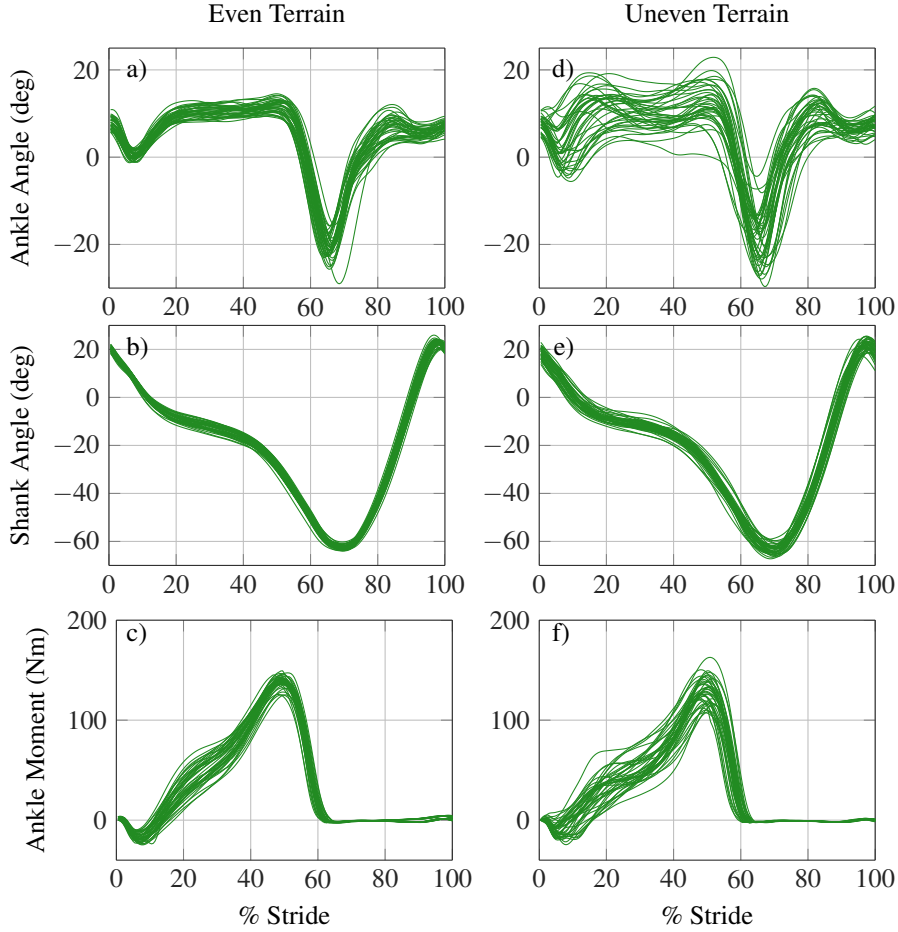 Even Terrain
Uneven Terrain
a)
d)
Ankle Angle (deg)
20
0
−20
0 20 40 60 80 100
20
0
−20
0 20 40 60 80 100
b)
e)
Shank Angle (deg)
20
0
−20
−40
−60
0 20 40 60 80 100
20
0
−20
−40
−60
0 20 40 60 80 100
c)
f)
Ankle Moment (Nm)
200
100
0
0 20 40 60 80 100
200
100
0
0 20 40 60 80 100
% Stride
% Stride